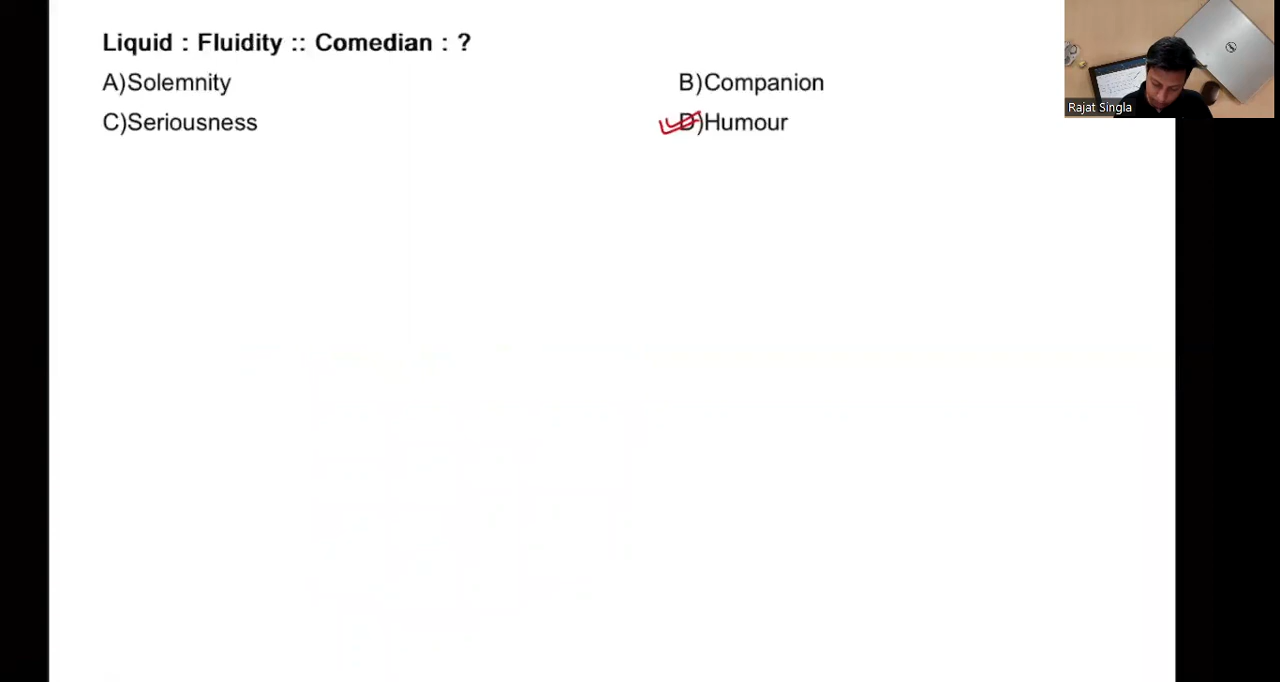 Liquid : Fluidity :: Comedian : ?
A)Solemnity
B)Companion
C)Seriousness
D)Humour
Rajat Singla